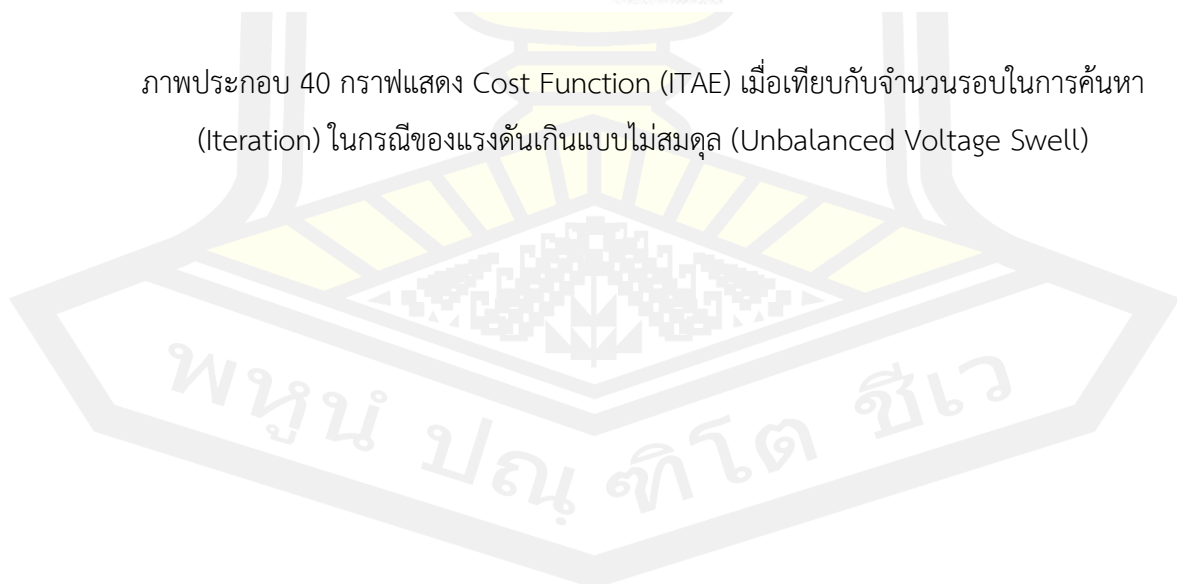 ภาพประกอบ 40 กราฟแสดง Cost Function (ITAE) เมื่อเทียบกับจำนวนรอบในการค้นหา
(Iteration) ในกรณีของแรงดันเกินแบบไม่สมดุล (Unbalanced Voltage Swell)
พหูนํ ปณฺฑิโต ชีเว